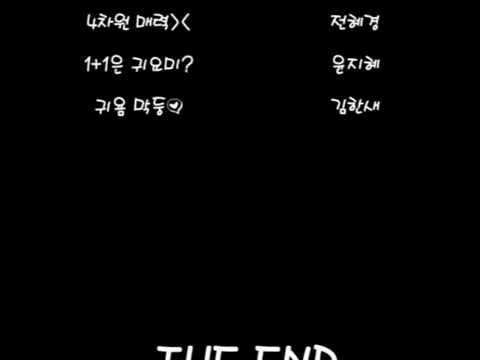 4차원 매력>< 전혜경
1+1은 귀요미? 윤지혜
귀욤 막둥♡ 김한새
THE END